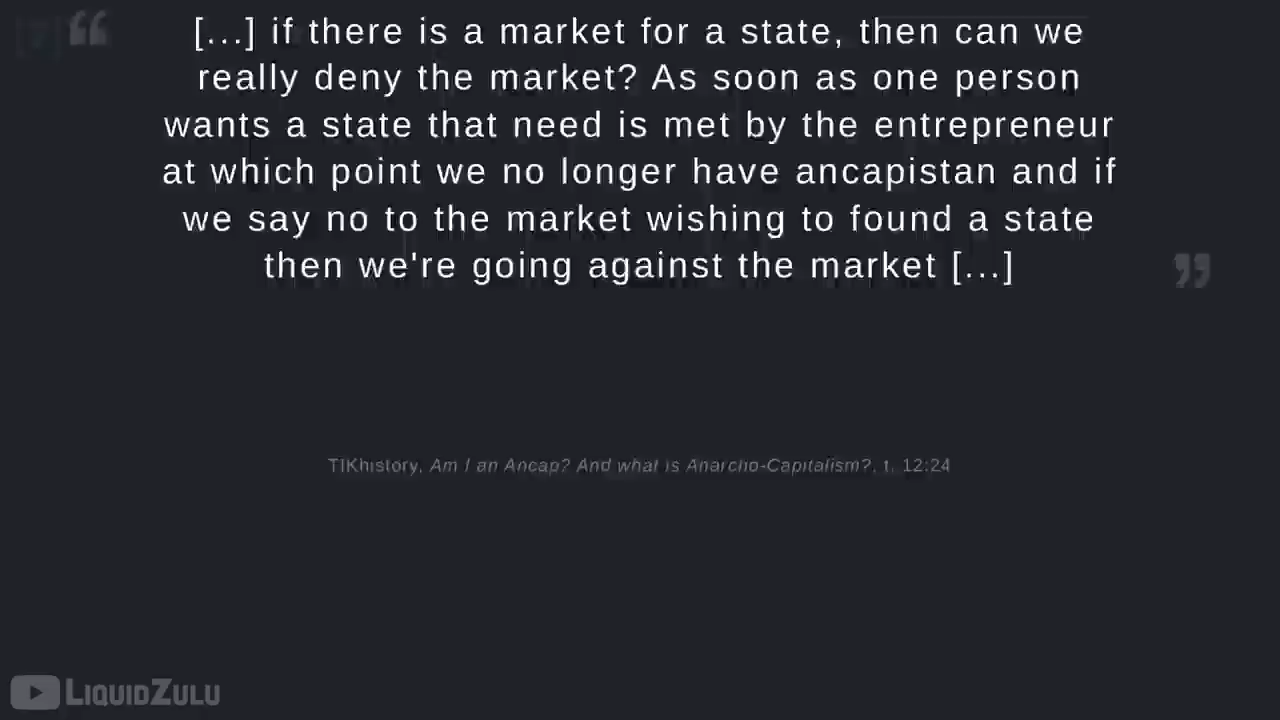 “
[...] if there is a market for a state, then can we
really deny the market? As soon as one person
wants a state that need is met by the entrepreneur
at which point we no longer have ancapistan and if
we say no to the market wishing to found a state
then we're going against the market [...]
”
TIKhistory, Am I an Ancap? And what is Anarcho-Capitalism?, t. 12:24
LIQUIDZULU